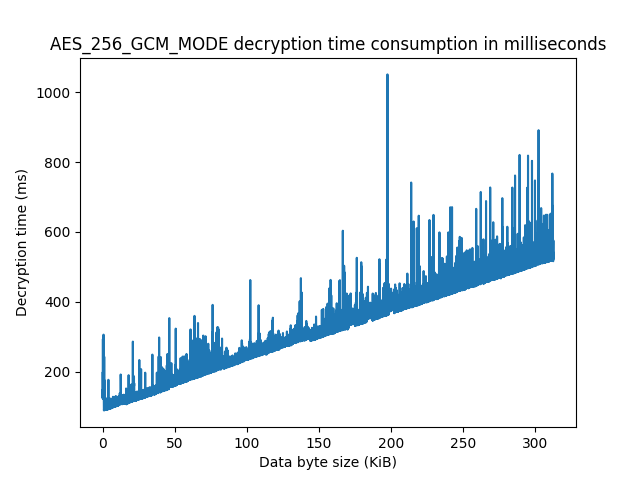 AES_256_GCM_MODE decryption time consumption in milliseconds
1000
800
600
400
200
Decryption time (ms)
0 50 100 150 200 250 300
Data byte size (KiB)